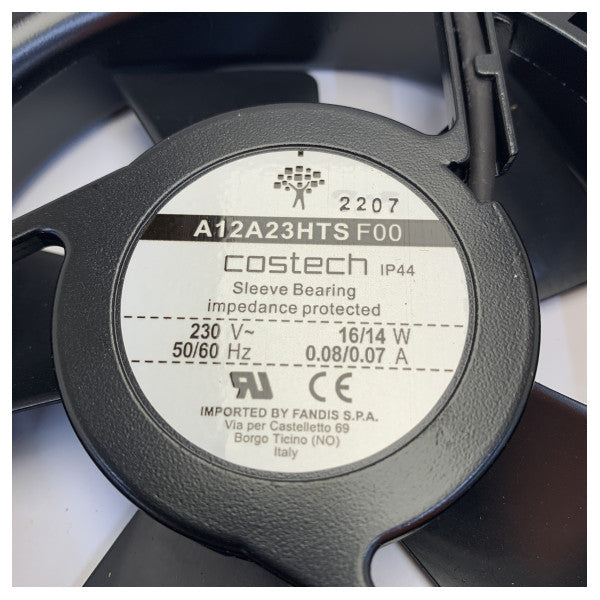 2207
A12A23HTS F00
costech IP44
Sleeve Bearing
impedance protected
230 V~ 16/14 W
50/60 Hz 0.08/0.07 A
RU CE
IMPORTED BY FANDIS S.P.A.
Via per Castelletto 69
Borgo Ticino (NO)
Italy